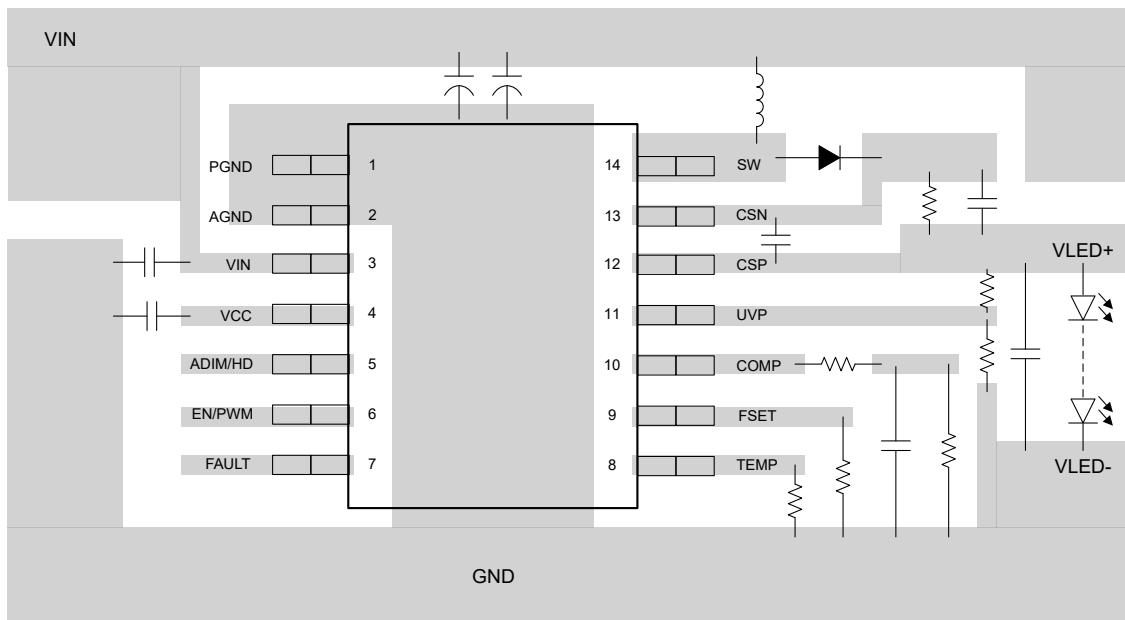 VIN
PGND 1 14 SW
AGND 2 13 CSN
VIN 3 12 CSP
VLED+
VCC 4 11 UVP
ADIM/HD 5 10 COMP
EN/PWM 6 9 FSET
FAULT 7 8 TEMP
VLED-
GND